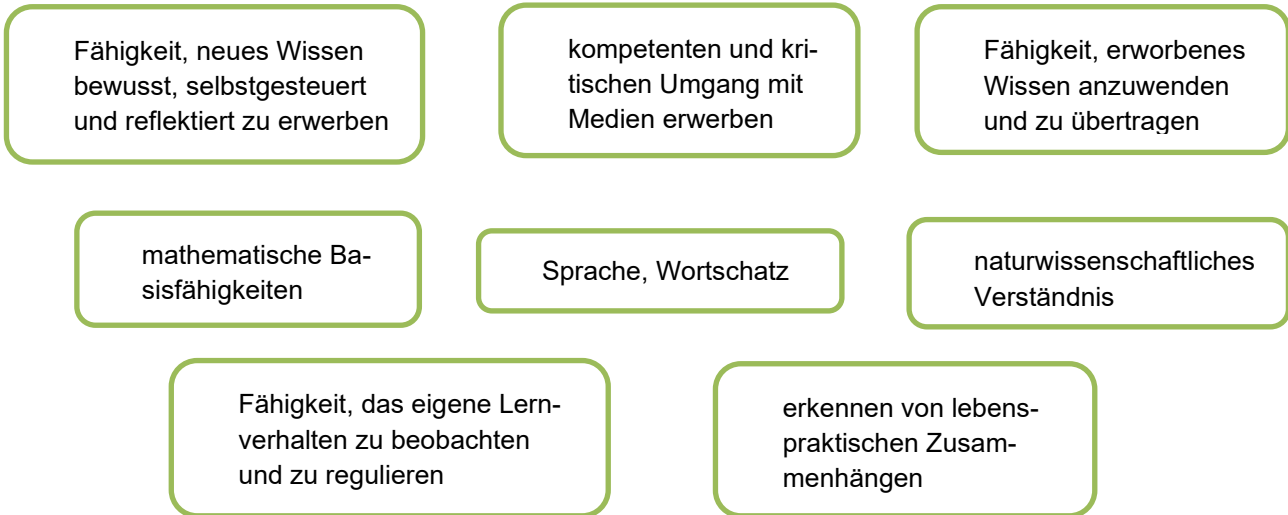 Fähigkeit, neues Wissen
bewusst, selbstgesteuert
und reflektiert zu erwerben
kompetenten und kri-
tischen Umgang mit
Medien erwerben
Fähigkeit, erworbenes
Wissen anzuwenden
und zu übertragen
mathematische Ba-
sisfähigkeiten
Sprache, Wortschatz
naturwissenschaftliches
Verständnis
Fähigkeit, das eigene Lern-
verhalten zu beobachten
und zu regulieren
erkennen von lebens-
praktischen Zusam-
menhängen